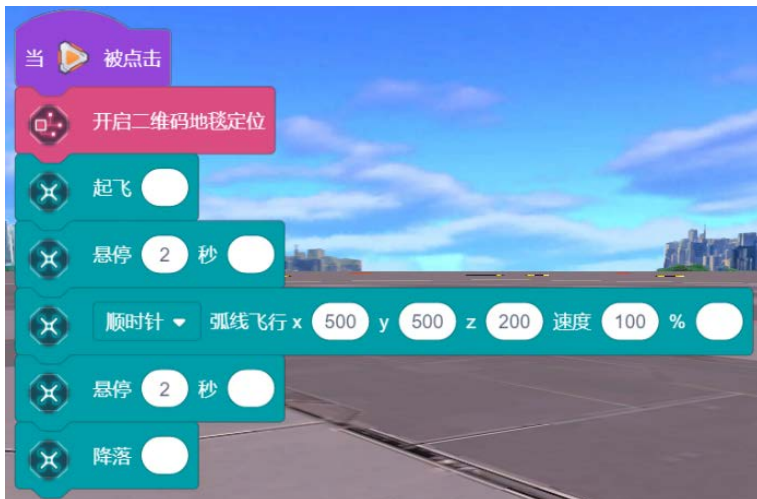 当 被点击
开启二维码地毯定位
起飞
悬停 2 秒
顺时针 弧线飞行 x 500 y 500 z 200 速度 100 %
悬停 2 秒
降落